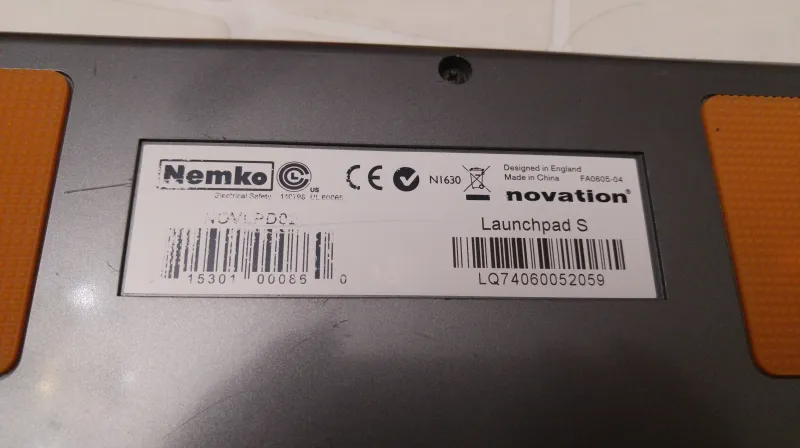 Nemko
Electrical Safety
US
N1630
Designed in England
Made in China FA0605-04
novation®
NOVLPD02
Launchpad S
15301 00086 0
LQ74060052059